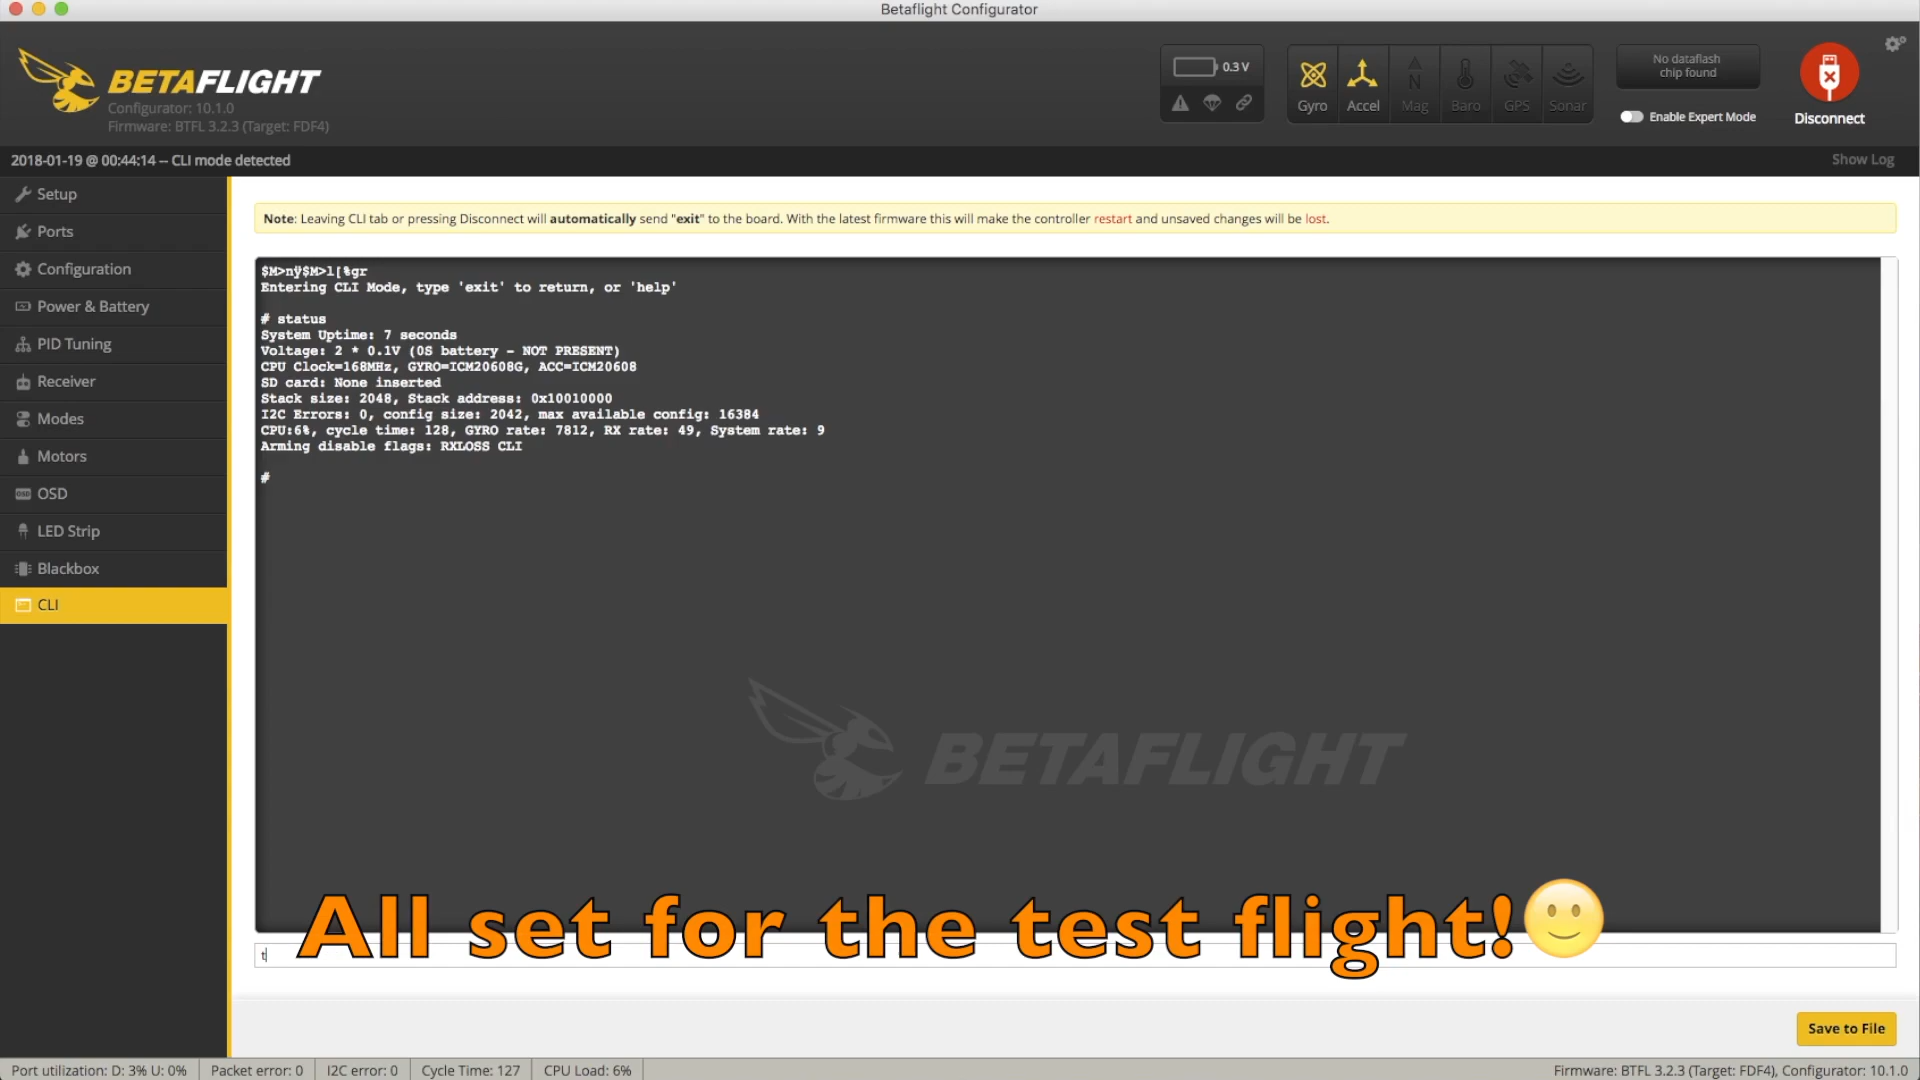 Betaflight Configurator
BETAFLIGHT
Configurator: 10.1.0
Firmware: BTFL 3.2.3 (Target: FDF4)
0.3 V
Gyro
Accel
Mag
Baro
GPS
Sonar
No dataflash
chip found
Enable Expert Mode
Disconnect
2018-01-19 @ 00:44:14 -- CLI mode detected
Show Log
Setup
Ports
Configuration
Power & Battery
PID Tuning
Receiver
Modes
Motors
OSD
LED Strip
Blackbox
CLI
Note: Leaving CLI tab or pressing Disconnect will automatically send "exit" to the board. With the latest firmware this will make the controller restart and unsaved changes will be lost.
$M>nÿ$M>l[%gr
Entering CLI Mode, type 'exit' to return, or 'help'
# status
System Uptime: 7 seconds
Voltage: 2 * 0.1V (0S battery - NOT PRESENT)
CPU Clock=168MHz, GYRO=ICM20608G, ACC=ICM20608
SD card: None inserted
Stack size: 2048, Stack address: 0x10010000
I2C Errors: 0, config size: 2042, max available config: 16384
CPU:6%, cycle time: 128, GYRO rate: 7812, RX rate: 49, System rate: 9
Arming disable flags: RXLOSS CLI
#
BETAFLIGHT
All set for the test flight!🙂
t
Save to File
Port utilization: D: 3% U: 0%
Packet error: 0
I2C error: 0
Cycle Time: 127
CPU Load: 6%
Firmware: BTFL 3.2.3 (Target: FDF4), Configurator: 10.1.0